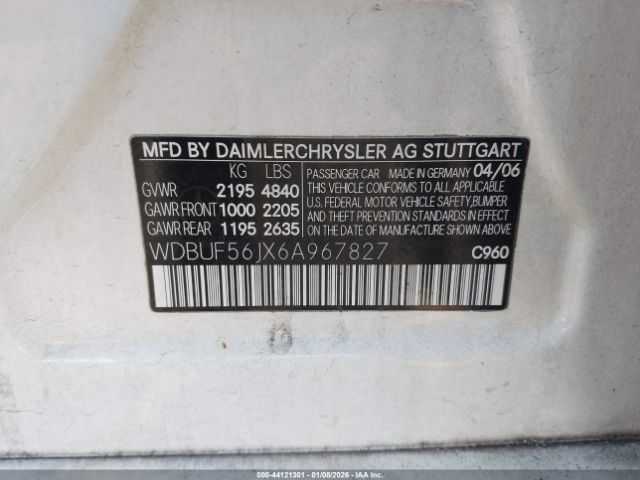 MFD BY DAIMLERCHRYSLER AG STUTTGART
KG LBS
GVWR 2195 4840
GAWR FRONT 1000 2205
GAWR REAR 1195 2635
PASSENGER CAR MADE IN GERMANY 04/06
THIS VEHICLE CONFORMS TO ALL APPLICABLE
U.S. FEDERAL MOTOR VEHICLE SAFETY, BUMPER
AND THEFT PREVENTION STANDARDS IN EFFECT
ON THE DATE OF MANUFACTURE SHOWN ABOVE.
WDBUF56JX6A967827 C960
000-44121301 - 01/08/2026 - IAAI.com